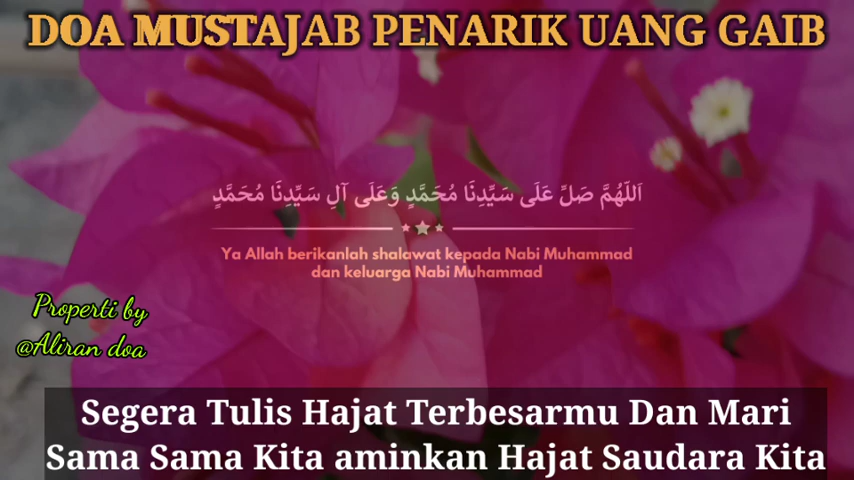 DOA MUSTAJAB PENARIK UANG GAIB
اَللّهُمَّ صَلِّ عَلَى سَيِّدِنَا مُحَمَّدٍ وَعَلَى آلِ سَيِّدِنَا مُحَمَّدٍ
Ya Allah berikanlah shalawat kepada Nabi Muhammad
dan keluarga Nabi Muhammad
Properti by
@Aliran doa
Segera Tulis Hajat Terbesarmu Dan Mari
Sama Sama Kita aminkan Hajat Saudara Kita